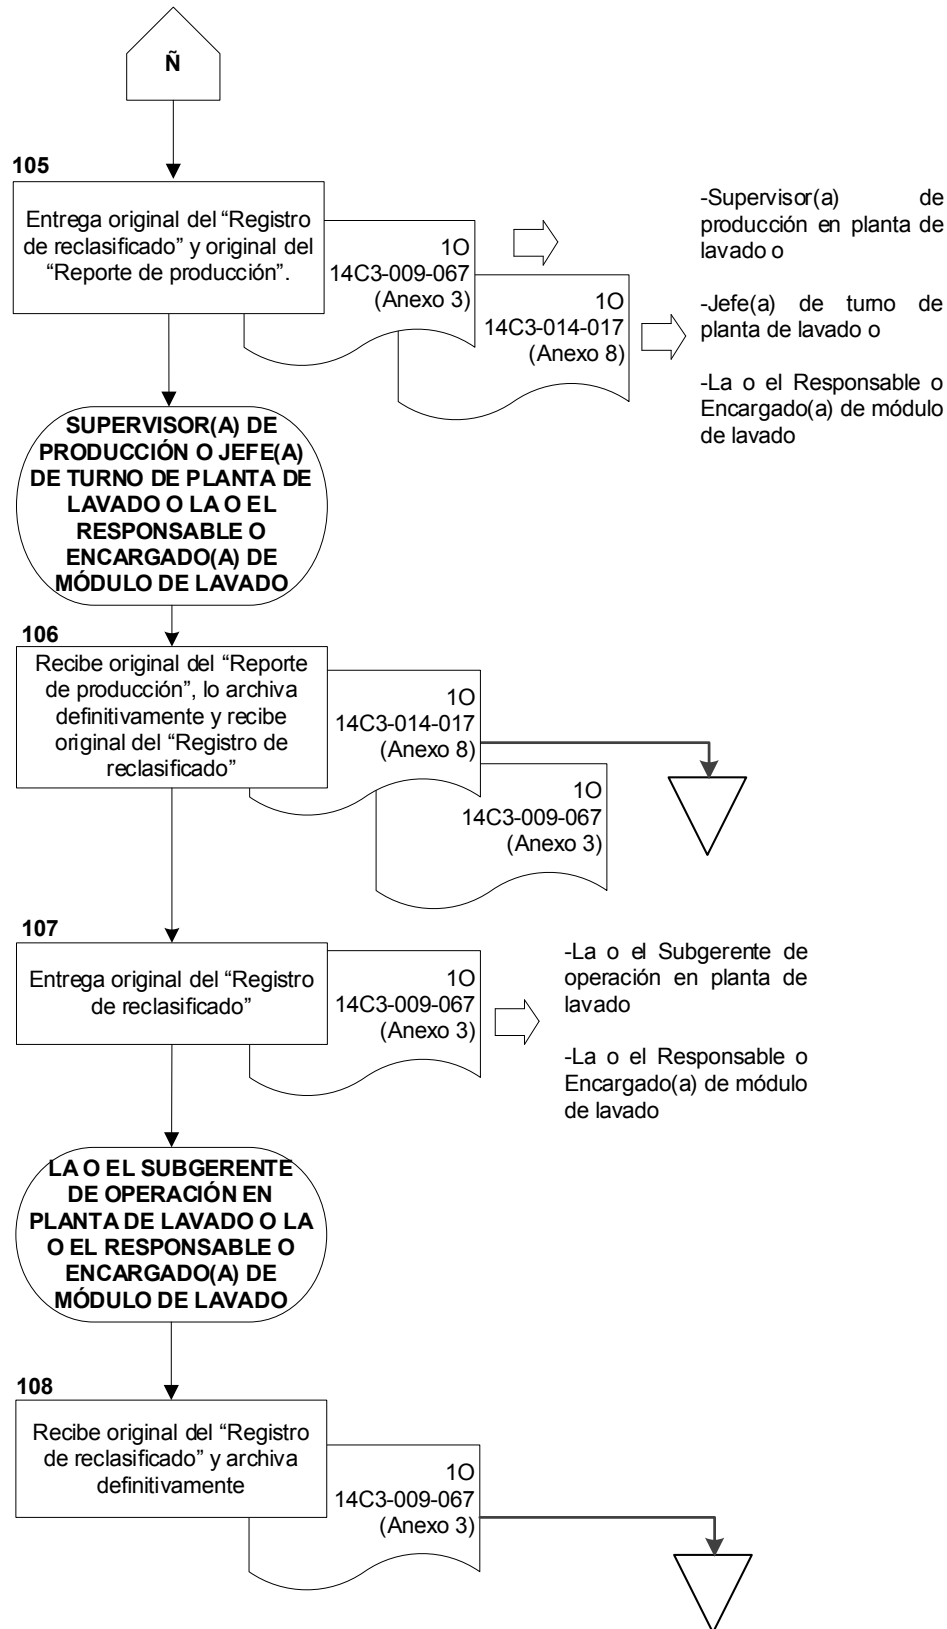 Ñ
105
Entrega original del “Registro
de reclasificado” y original del
“Reporte de producción”.
1O
14C3-009-067
(Anexo 3)
1O
14C3-014-017
(Anexo 8)
-Supervisor(a) de
producción en planta de
lavado o
-Jefe(a) de turno de
planta de lavado o
-La o el Responsable o
Encargado(a) de módulo
de lavado
SUPERVISOR(A) DE
PRODUCCIÓN O JEFE(A)
DE TURNO DE PLANTA DE
LAVADO O LA O EL
RESPONSABLE O
ENCARGADO(A) DE
MÓDULO DE LAVADO
106
Recibe original del “Reporte
de producción”, lo archiva
definitivamente y recibe
original del “Registro de
reclasificado”
1O
14C3-014-017
(Anexo 8)
1O
14C3-009-067
(Anexo 3)
107
Entrega original del “Registro
de reclasificado”
1O
14C3-009-067
(Anexo 3)
-La o el Subgerente de
operación en planta de
lavado
-La o el Responsable o
Encargado(a) de módulo
de lavado
LA O EL SUBGERENTE
DE OPERACIÓN EN
PLANTA DE LAVADO O LA
O EL RESPONSABLE O
ENCARGADO(A) DE
MÓDULO DE LAVADO
108
Recibe original del “Registro
de reclasificado” y archiva
definitivamente
1O
14C3-009-067
(Anexo 3)